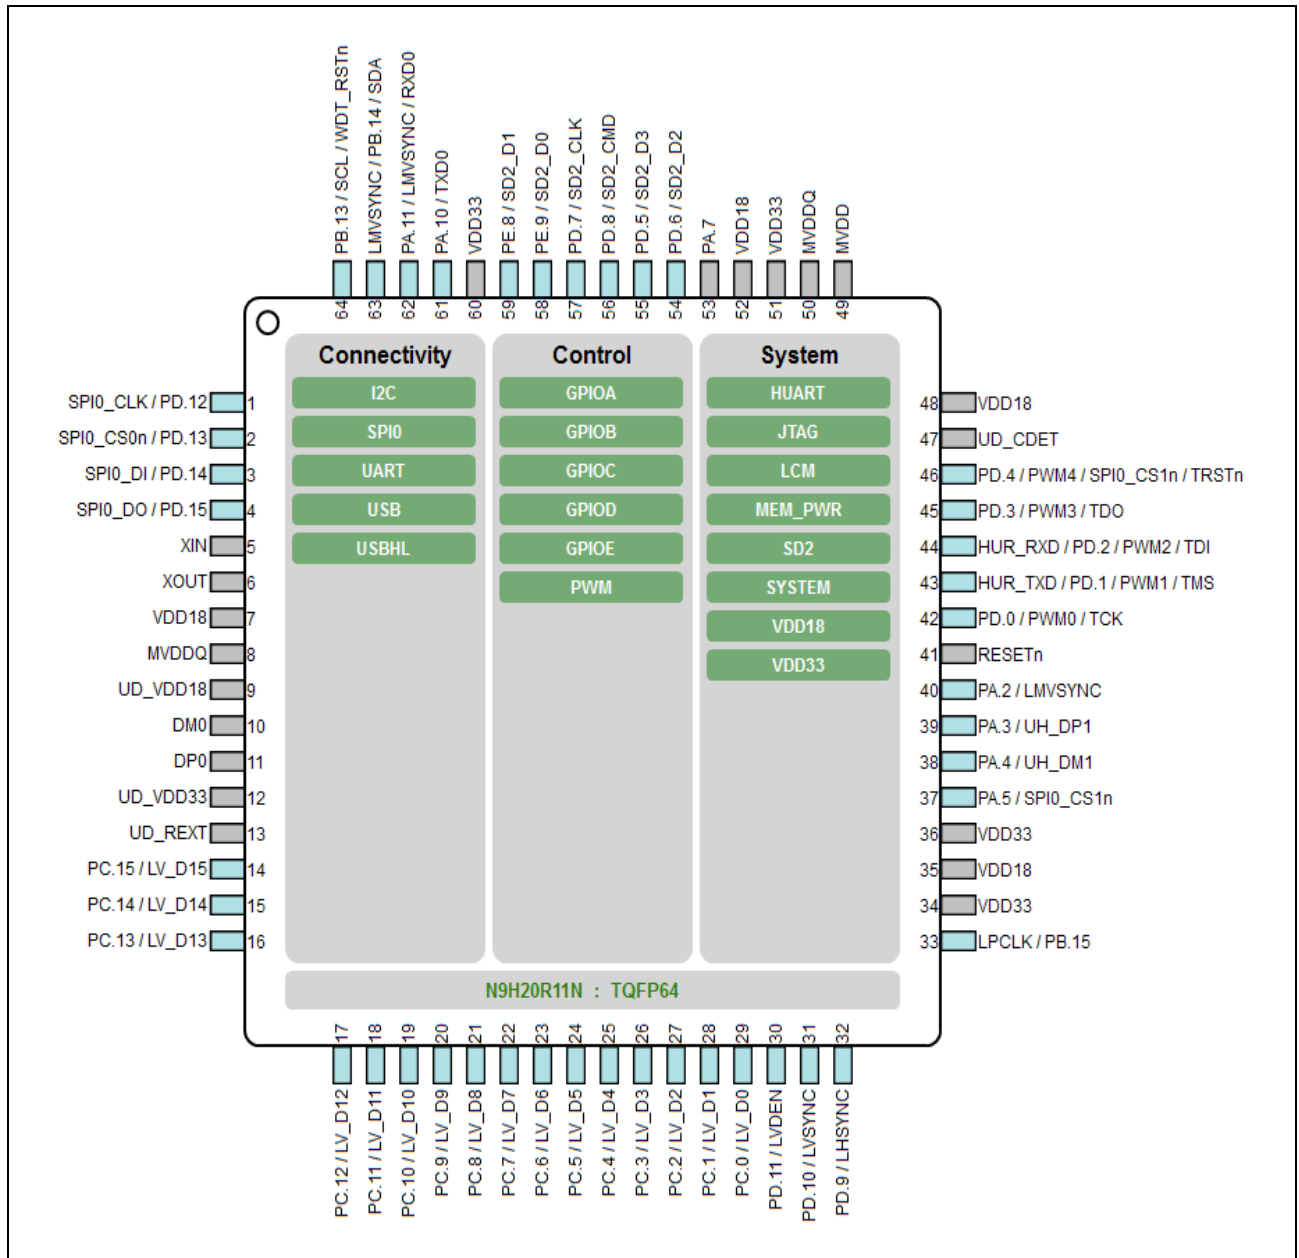 PB.13 / SCL / WDT_RSTn
LMVSYNC / PB.14 / SDA
PA.11 / LMVSYNC / RXD0
PA.10 / TXD0
VDD33
PE.8 / SD2_D1
PE.9 / SD2_D0
PD.7 / SD2_CLK
PD.8 / SD2_CMD
PD.5 / SD2_D3
PD.6 / SD2_D2
PA.7
VDD18
VDD33
MVDDQ
MVDD
64
63
62
61
60
59
58
57
56
55
54
53
52
51
50
49
SPI0_CLK / PD.12 1
SPI0_CS0n / PD.13 2
SPI0_DI / PD.14 3
SPI0_DO / PD.15 4
XIN 5
XOUT 6
VDD18 7
MVDDQ 8
UD_VDD18 9
DM0 10
DP0 11
UD_VDD33 12
UD_REXT 13
PC.15 / LV_D15 14
PC.14 / LV_D14 15
PC.13 / LV_D13 16
Connectivity
I2C
SPI0
UART
USB
USBHL
Control
GPIOA
GPIOB
GPIOC
GPIOD
GPIOE
PWM
System
HUART
JTAG
LCM
MEM_PWR
SD2
SYSTEM
VDD18
VDD33
48 VDD18
47 UD_CDET
46 PD.4 / PWM4 / SPI0_CS1n / TRSTn
45 PD.3 / PWM3 / TDO
44 HUR_RXD / PD.2 / PWM2 / TDI
43 HUR_TXD / PD.1 / PWM1 / TMS
42 PD.0 / PWM0 / TCK
41 RESETn
40 PA.2 / LMVSYNC
39 PA.3 / UH_DP1
38 PA.4 / UH_DM1
37 PA.5 / SPI0_CS1n
36 VDD33
35 VDD18
34 VDD33
33 LPCLK / PB.15
N9H20R11N : TQFP64
17
18
19
20
21
22
23
24
25
26
27
28
29
30
31
32
PC.12 / LV_D12
PC.11 / LV_D11
PC.10 / LV_D10
PC.9 / LV_D9
PC.8 / LV_D8
PC.7 / LV_D7
PC.6 / LV_D6
PC.5 / LV_D5
PC.4 / LV_D4
PC.3 / LV_D3
PC.2 / LV_D2
PC.1 / LV_D1
PC.0 / LV_D0
PD.11 / LVDEN
PD.10 / LVSYNC
PD.9 / LHSYNC